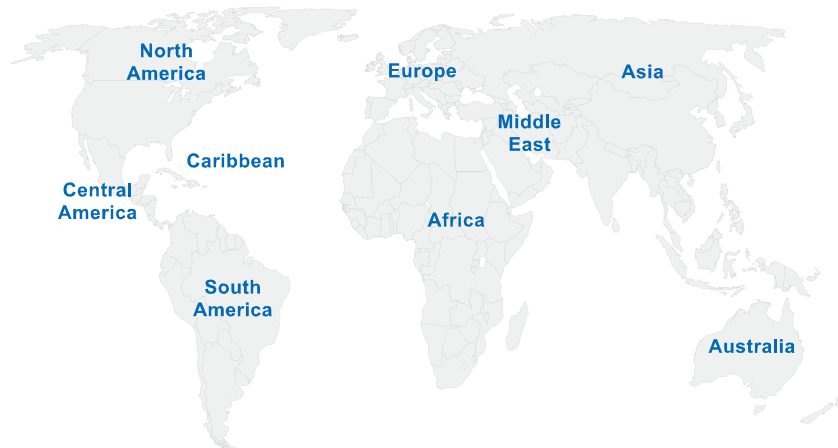 North
America
Europe
Asia
Middle
East
Caribbean
Central
America
Africa
South
America
Australia